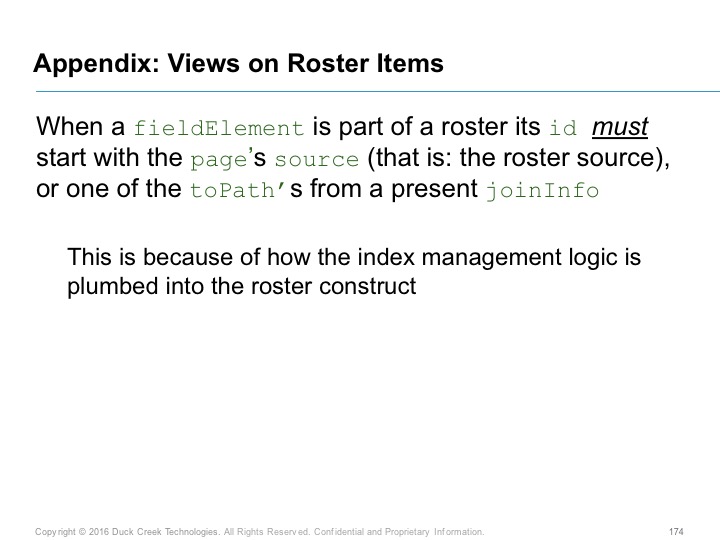 Appendix: Views on Roster Items
When a fieldElement is part of a roster its id must
start with the page’s source (that is: the roster source),
or one of the toPath’s from a present joinInfo
This is because of how the index management logic is
plumbed into the roster construct
Copyright © 2016 Duck Creek Technologies. All Rights Reserved. Confidential and Proprietary Information. 174